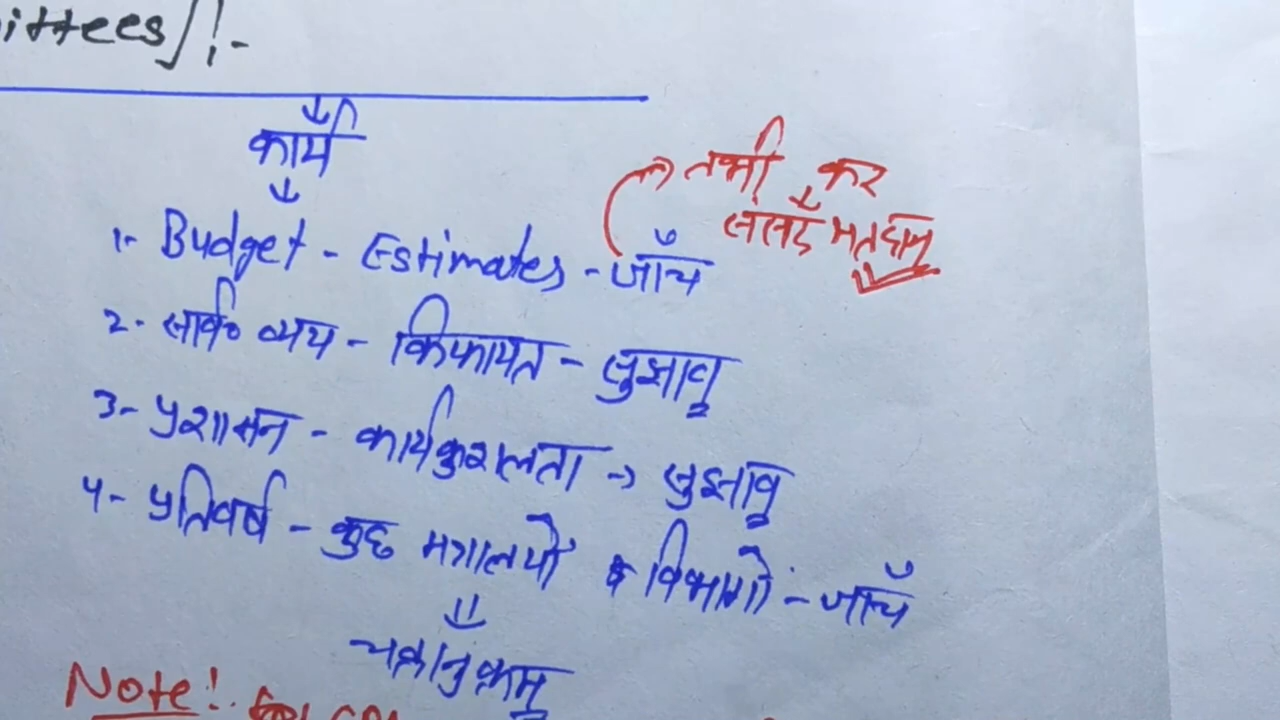 ittees]:-
कार्य
1- Budget - Estimates - जाँच
तभी कर
संसद मतदान
2- सार्व० व्यय - किफायत - सुझाव
3- प्रशासन - कार्यकुशलता → सुझाव
4- प्रतिवर्ष - कुछ मंत्रालयों व विभागों - जाँच
चक्रानुक्रम
Note!-